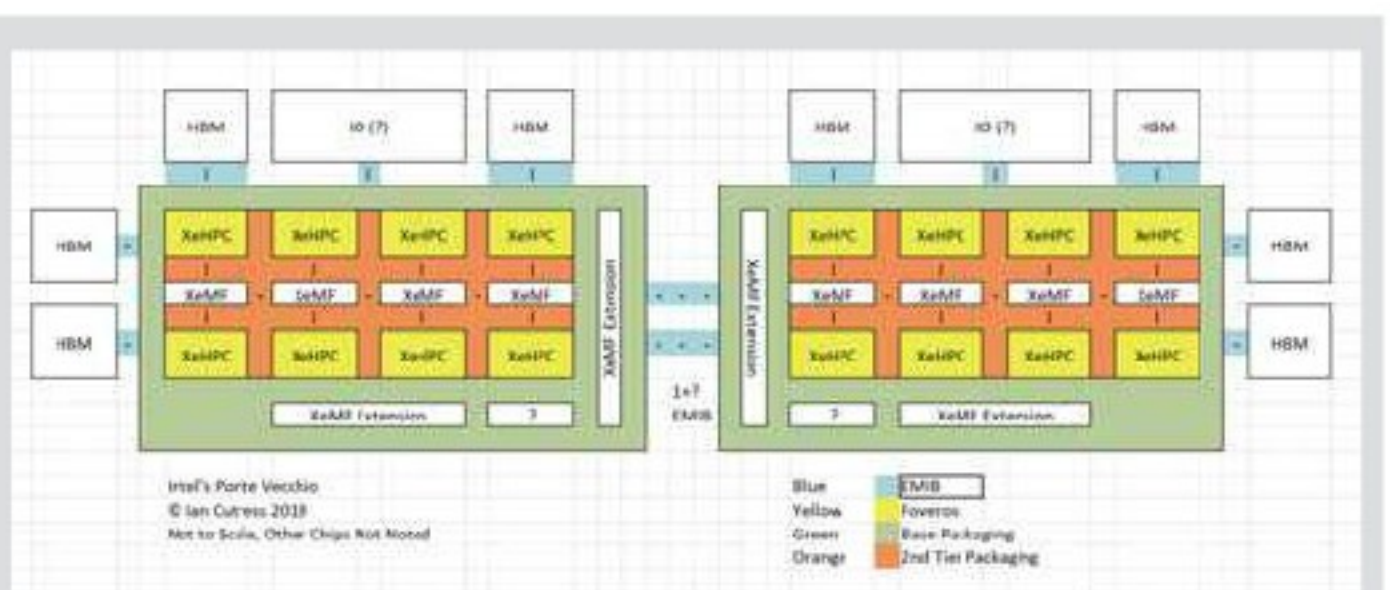 HBM IO (?) HBM HBM IO (?) HBM
HBM XeHPC XeHPC XeHPC XeHPC XeHPC XeHPC XeHPC XeHPC HBM
XeMF XeMF XeMF XeMF XeMF Extension XeMF Extension XeMF XeMF XeMF XeMF
HBM XeHPC XeHPC XeHPC XeHPC XeHPC XeHPC XeHPC XeHPC HBM
1+?
EMIB
XeMF Extension ? ? XeMF Extension
Intel's Porte Vecchio
© Ian Cutress
Not to Scale, Other Chips Not Noted
Blue EMIB
Yellow Foveros
Green Base Packaging
Orange 2nd Tier Packaging